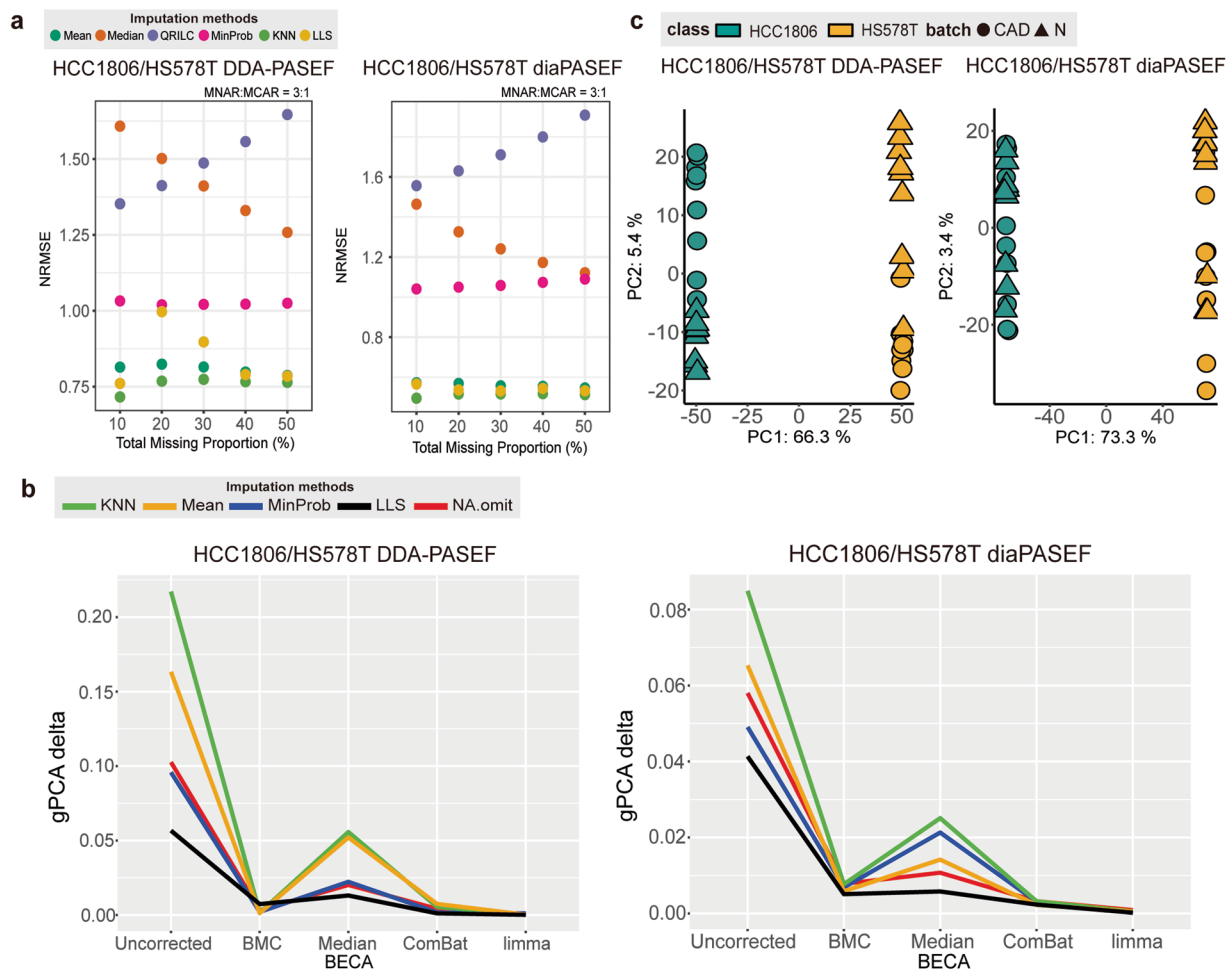 a
Imputation methods
Mean Median QRILC MinProb KNN LLS
HCC1806/HS578T DDA-PASEF
MNAR:MCAR = 3:1
NRMSE
1.50
1.25
1.00
0.75
10 20 30 40 50
Total Missing Proportion (%)
HCC1806/HS578T diaPASEF
MNAR:MCAR = 3:1
NRMSE
1.6
1.2
0.8
10 20 30 40 50
Total Missing Proportion (%)
c
class HCC1806 HS578T batch CAD N
HCC1806/HS578T DDA-PASEF
PC2: 5.4 %
20
10
0
-10
-20
-50 -25 0 25 50
PC1: 66.3 %
HCC1806/HS578T diaPASEF
PC2: 3.4 %
20
0
-20
-40 0 40
PC1: 73.3 %
b
Imputation methods
KNN Mean MinProb LLS NA.omit
HCC1806/HS578T DDA-PASEF
gPCA delta
0.20
0.15
0.10
0.05
0.00
Uncorrected BMC Median ComBat limma
BECA
HCC1806/HS578T diaPASEF
gPCA delta
0.08
0.06
0.04
0.02
0.00
Uncorrected BMC Median ComBat limma
BECA